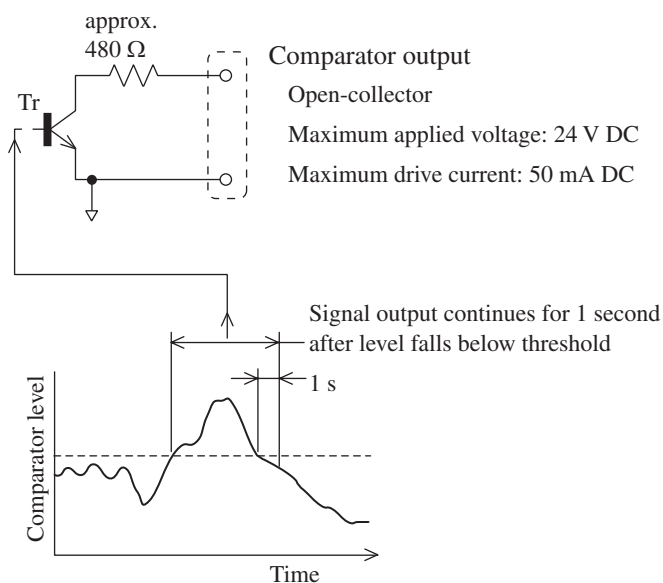 approx.
480 Ω
Tr
Comparator output
Open-collector
Maximum applied voltage: 24 V DC
Maximum drive current: 50 mA DC
Signal output continues for 1 second
after level falls below threshold
1 s
Comparator level
Time